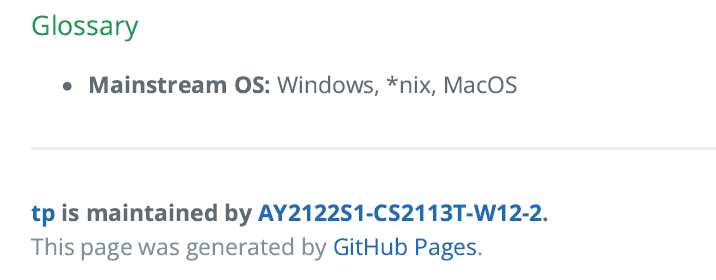 Glossary
• Mainstream OS: Windows, *nix, MacOS
tp is maintained by AY2122S1-CS2113T-W12-2.
This page was generated by GitHub Pages.